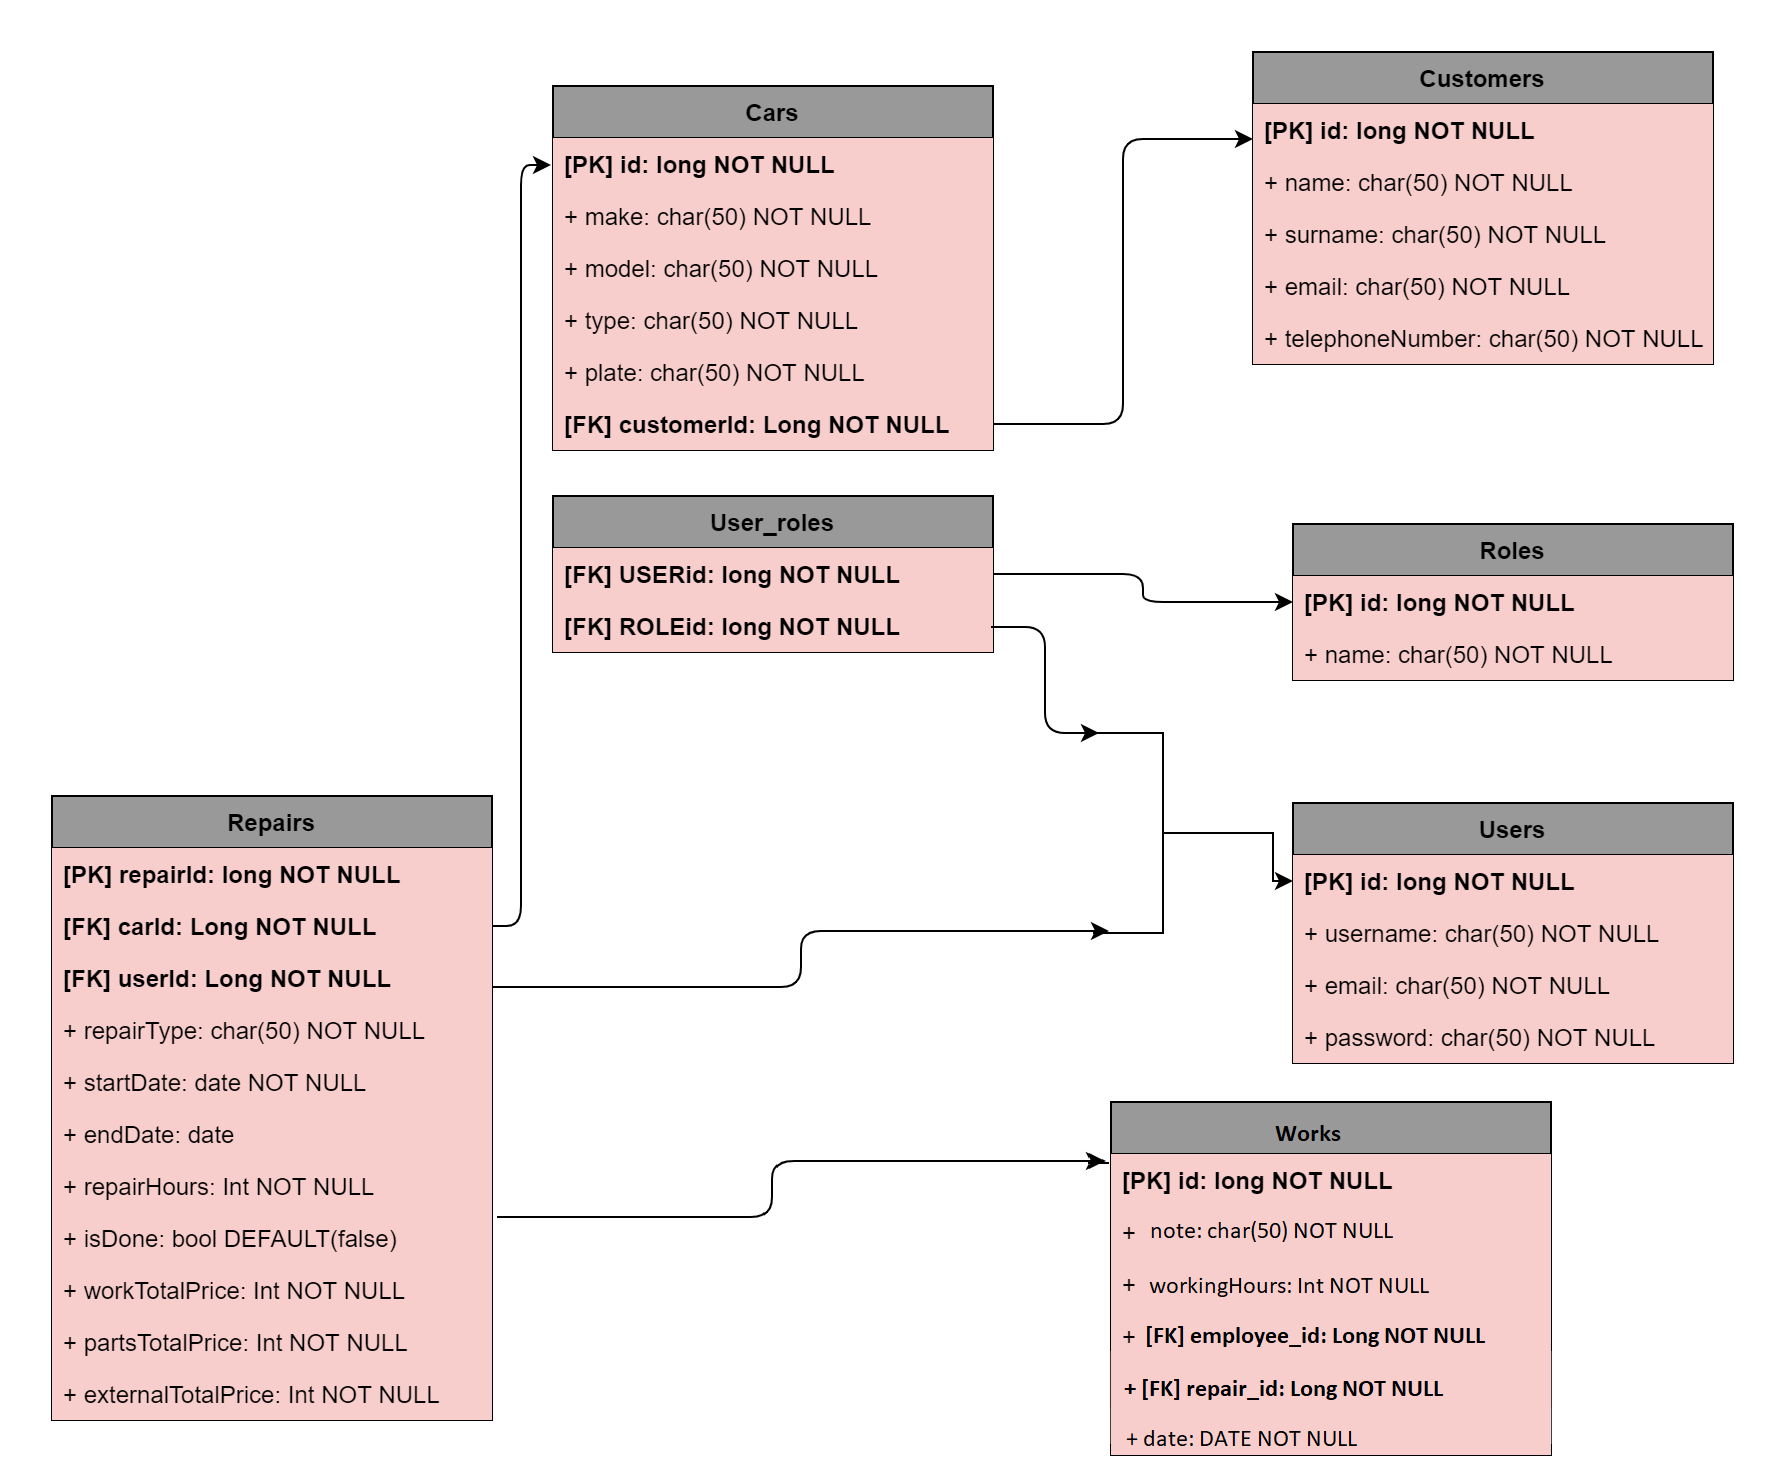 Cars
[PK] id: long NOT NULL
+ make: char(50) NOT NULL
+ model: char(50) NOT NULL
+ type: char(50) NOT NULL
+ plate: char(50) NOT NULL
[FK] customerId: Long NOT NULL
Customers
[PK] id: long NOT NULL
+ name: char(50) NOT NULL
+ surname: char(50) NOT NULL
+ email: char(50) NOT NULL
+ telephoneNumber: char(50) NOT NULL
User_roles
[FK] USERid: long NOT NULL
[FK] ROLEid: long NOT NULL
Roles
[PK] id: long NOT NULL
+ name: char(50) NOT NULL
Repairs
[PK] repairId: long NOT NULL
[FK] carId: Long NOT NULL
[FK] userId: Long NOT NULL
+ repairType: char(50) NOT NULL
+ startDate: date NOT NULL
+ endDate: date
+ repairHours: Int NOT NULL
+ isDone: bool DEFAULT(false)
+ workTotalPrice: Int NOT NULL
+ partsTotalPrice: Int NOT NULL
+ externalTotalPrice: Int NOT NULL
Users
[PK] id: long NOT NULL
+ username: char(50) NOT NULL
+ email: char(50) NOT NULL
+ password: char(50) NOT NULL
Works
[PK] id: long NOT NULL
+ note: char(50) NOT NULL
+ workingHours: Int NOT NULL
+ [FK] employee_id: Long NOT NULL
+ [FK] repair_id: Long NOT NULL
+ date: DATE NOT NULL